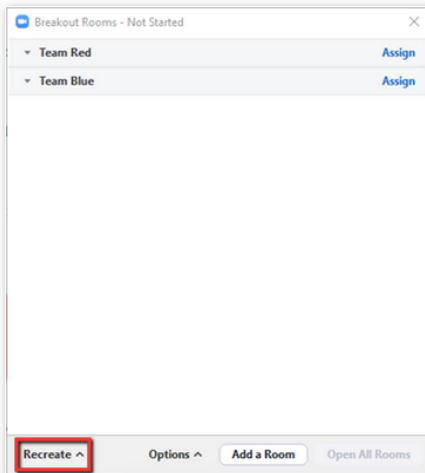 Breakout Rooms - Not Started
Team Red Assign
Team Blue Assign
Recreate Options Add a Room Open All Rooms